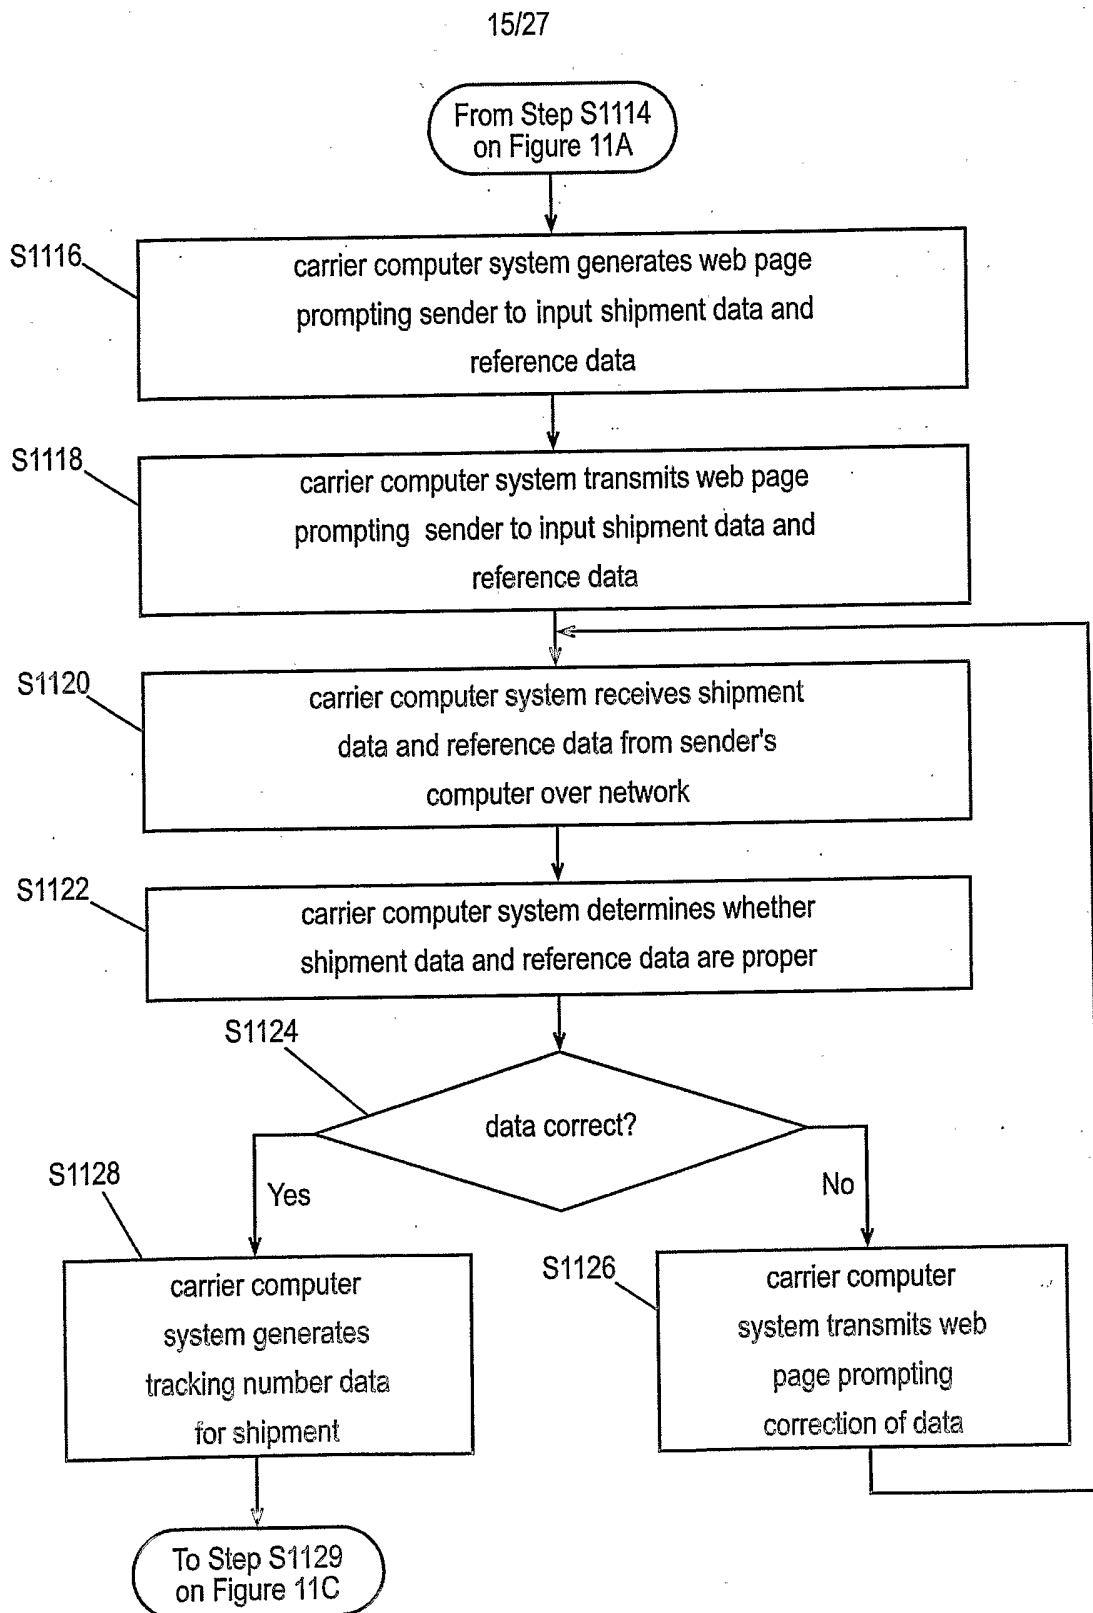 15/27
From Step S1114
on Figure 11A
S1116
carrier computer system generates web page
prompting sender to input shipment data and
reference data
S1118
carrier computer system transmits web page
prompting sender to input shipment data and
reference data
S1120
carrier computer system receives shipment
data and reference data from sender's
computer over network
S1122
carrier computer system determines whether
shipment data and reference data are proper
S1124
data correct?
Yes
No
S1128
carrier computer
system generates
tracking number data
for shipment
S1126
carrier computer
system transmits web
page prompting
correction of data
To Step S1129
on Figure 11C